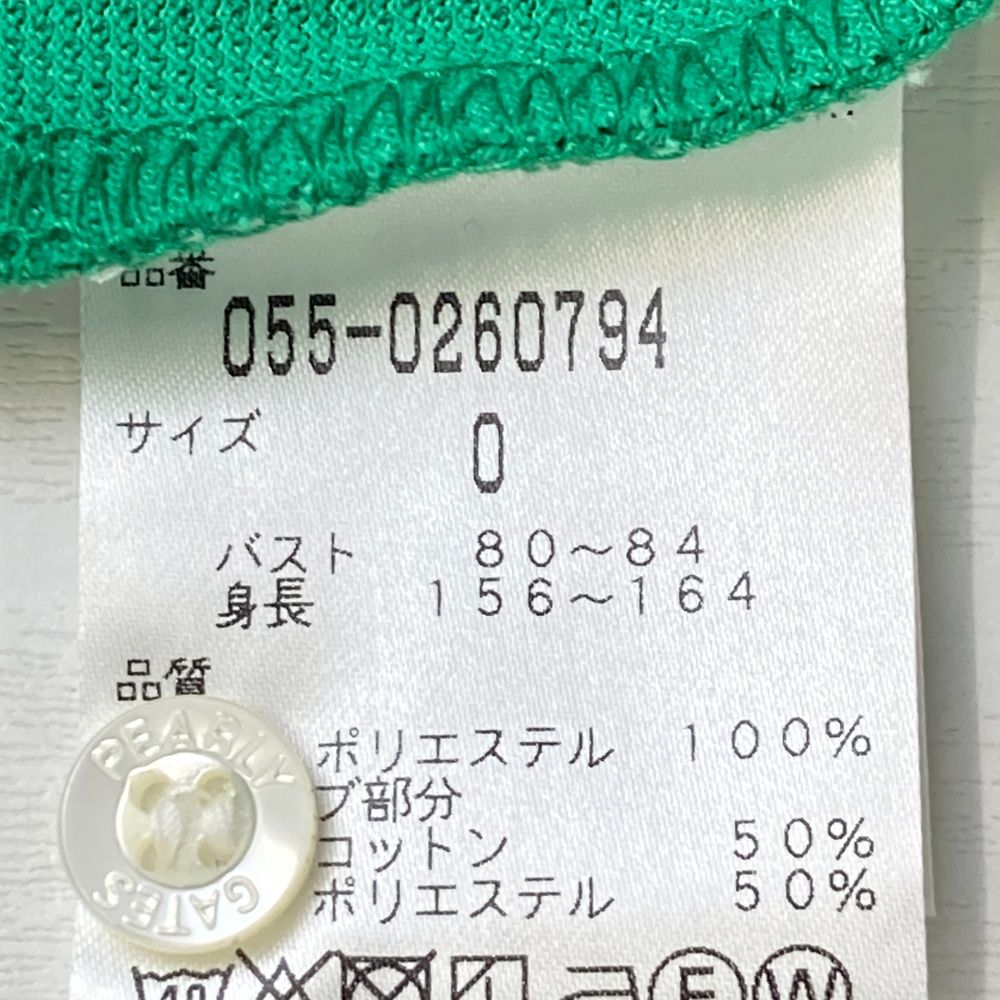 品番
055-0260794
サイズ
0
バスト 80~84
身長 156~164
品質
ポリエステル 100%
ブ部分
コットン 50%
ポリエステル 50%
PEARLY
GATES
40
F W